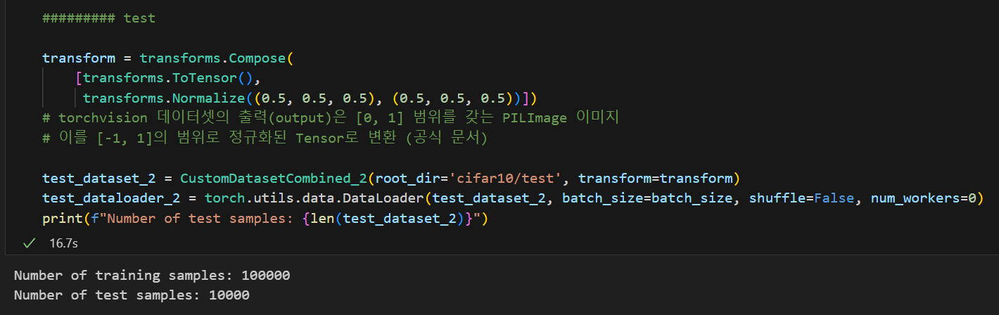 ######### test
transform = transforms.Compose(
[transforms.ToTensor(),
transforms.Normalize((0.5, 0.5, 0.5), (0.5, 0.5, 0.5))])
# torchvision 데이터셋의 출력(output)은 [0, 1] 범위를 갖는 PILImage 이미지
# 이를 [-1, 1]의 범위로 정규화된 Tensor로 변환 (공식 문서)
test_dataset_2 = CustomDatasetCombined_2(root_dir='cifar10/test', transform=transform)
test_dataloader_2 = torch.utils.data.DataLoader(test_dataset_2, batch_size=batch_size, shuffle=False, num_workers=0)
print(f"Number of test samples: {len(test_dataset_2)}")
16.7s
Number of training samples: 100000
Number of test samples: 10000